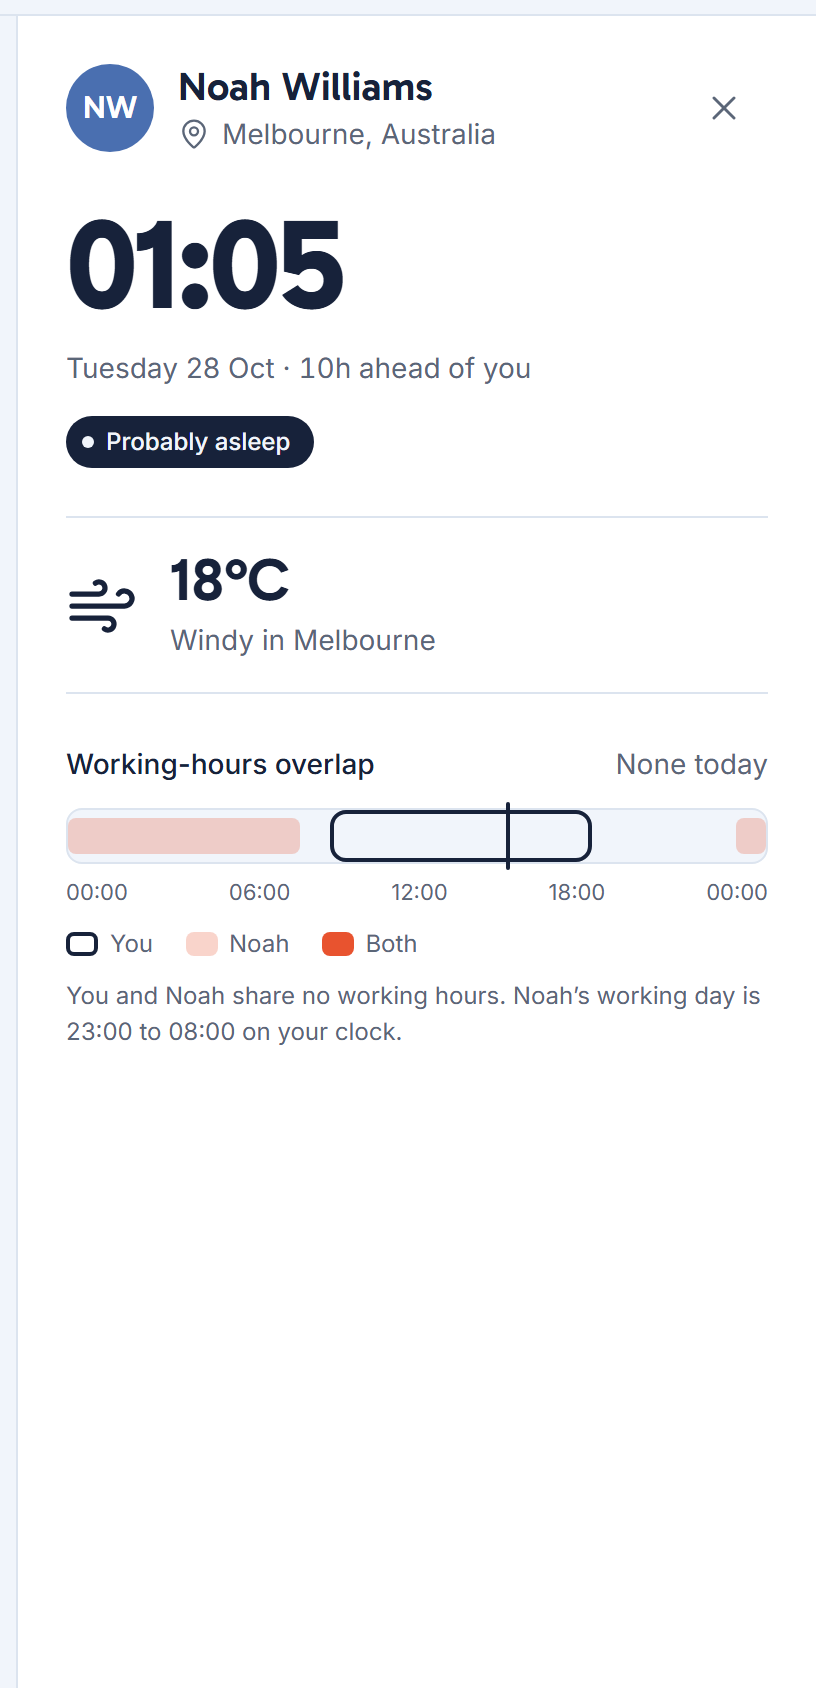 NW
Noah Williams
Melbourne, Australia
01:05
Tuesday 28 Oct · 10h ahead of you
Probably asleep
18°C
Windy in Melbourne
Working-hours overlap None today
00:00 06:00 12:00 18:00 00:00
You Noah Both
You and Noah share no working hours. Noah’s working day is
23:00 to 08:00 on your clock.